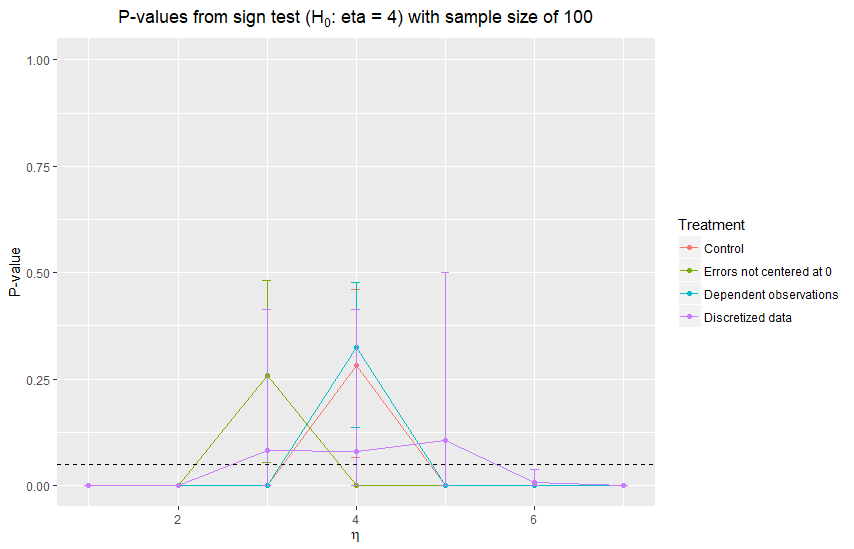 P-values from sign test (H₀: eta = 4) with sample size of 100
1.00
0.75
0.50
0.25
0.00
P-value
2
4
6
η
Treatment
Control
Errors not centered at 0
Dependent observations
Discretized data